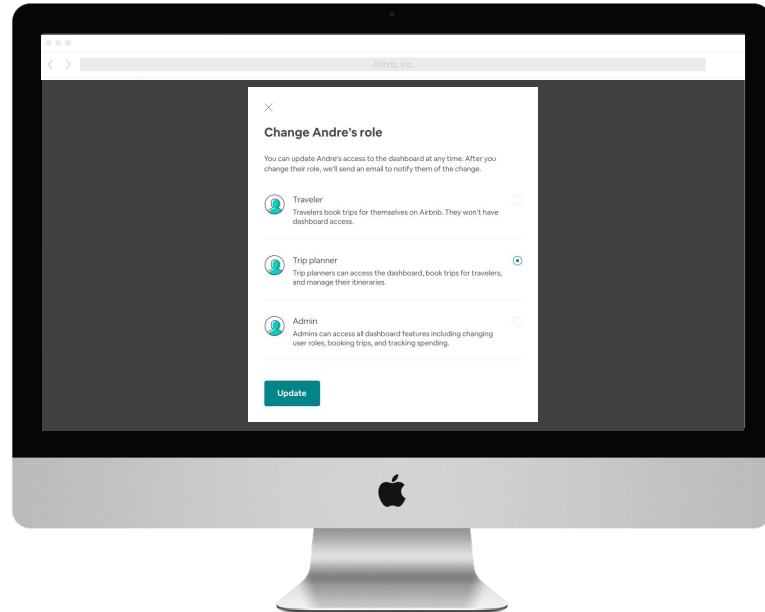 Airbnb, Inc.
Change Andre's role
You can update Andre's access to the dashboard at any time. After you
change their role, we'll send an email to notify them of the change.
Traveler
Travelers book trips for themselves on Airbnb. They won't have
dashboard access.
Trip planner
Trip planners can access the dashboard, book trips for travelers,
and manage their itineraries.
Admin
Admins can access all dashboard features including changing
user roles, booking trips, and tracking spending.
Update